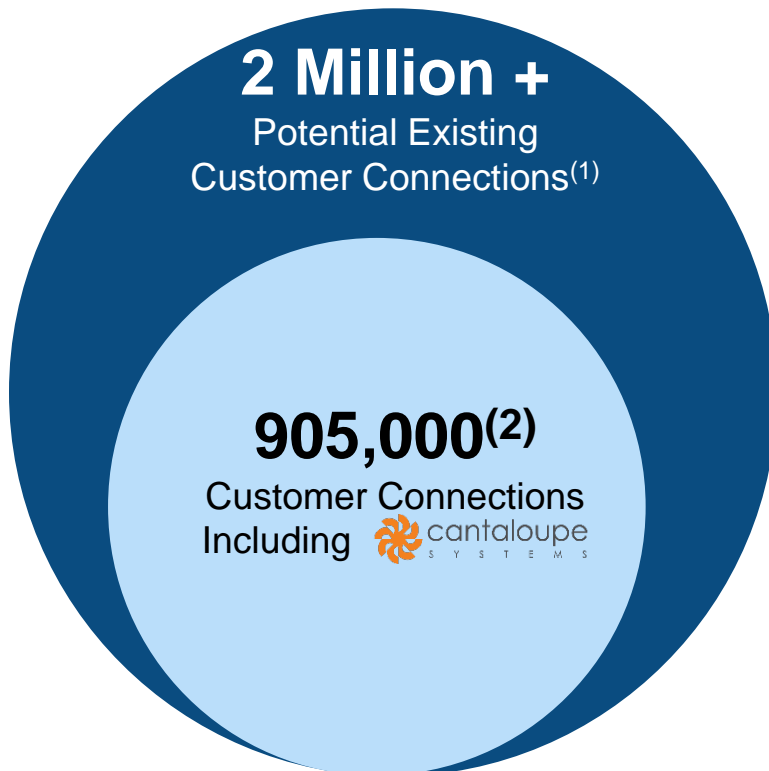 2 Million +
Potential Existing
Customer Connections(1)
905,000(2)
Customer Connections
Including cantaloupe
SYSTEMS